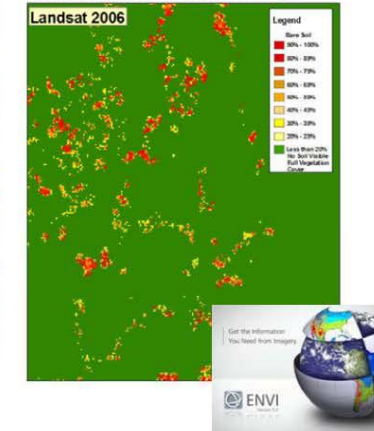 Landsat 2006
Legend
Bare Soil
90% - 100%
80% - 89%
70% - 79%
60% - 69%
50% - 59%
40% - 49%
30% - 39%
20% - 29%
Less than 20%
No Soil Visible
Full Vegetation
Cover
Get the Information
You Need from Imagery.
ENVI